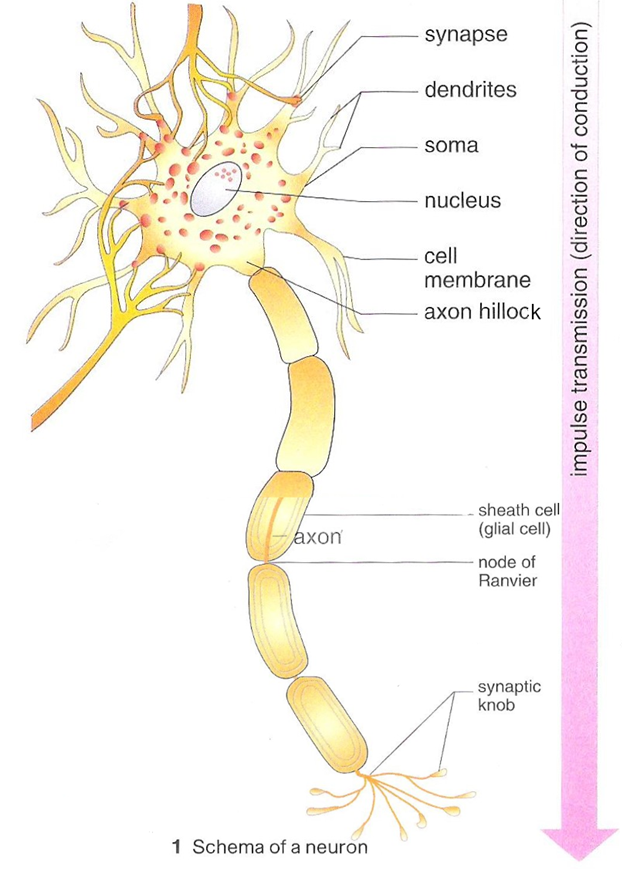 synapse
dendrites
soma
nucleus
cell
membrane
axon hillock
sheath cell
(glial cell)
axon
node of
Ranvier
synaptic
knob
impulse transmission (direction of conduction)
1 Schema of a neuron